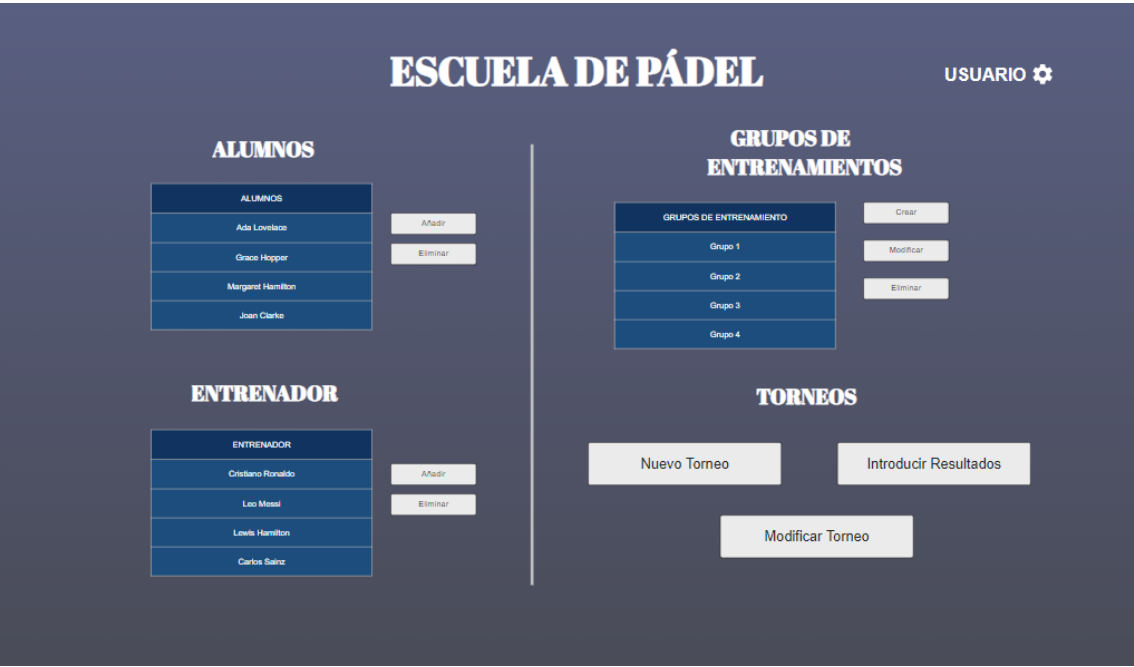 ESCUELA DE PÁDEL
USUARIO
ALUMNOS
ALUMNOS
Ada Lovelace
Grace Hopper
Margaret Hamilton
Joan Clarke
Añadir
Eliminar
ENTRENADOR
ENTRENADOR
Cristiano Ronaldo
Leo Messi
Lewis Hamilton
Carlos Sainz
Añadir
Eliminar
GRUPOS DE
ENTRENAMIENTOS
GRUPOS DE ENTRENAMIENTO
Grupo 1
Grupo 2
Grupo 3
Grupo 4
Crear
Modificar
Eliminar
TORNEOS
Nuevo Torneo
Introducir Resultados
Modificar Torneo